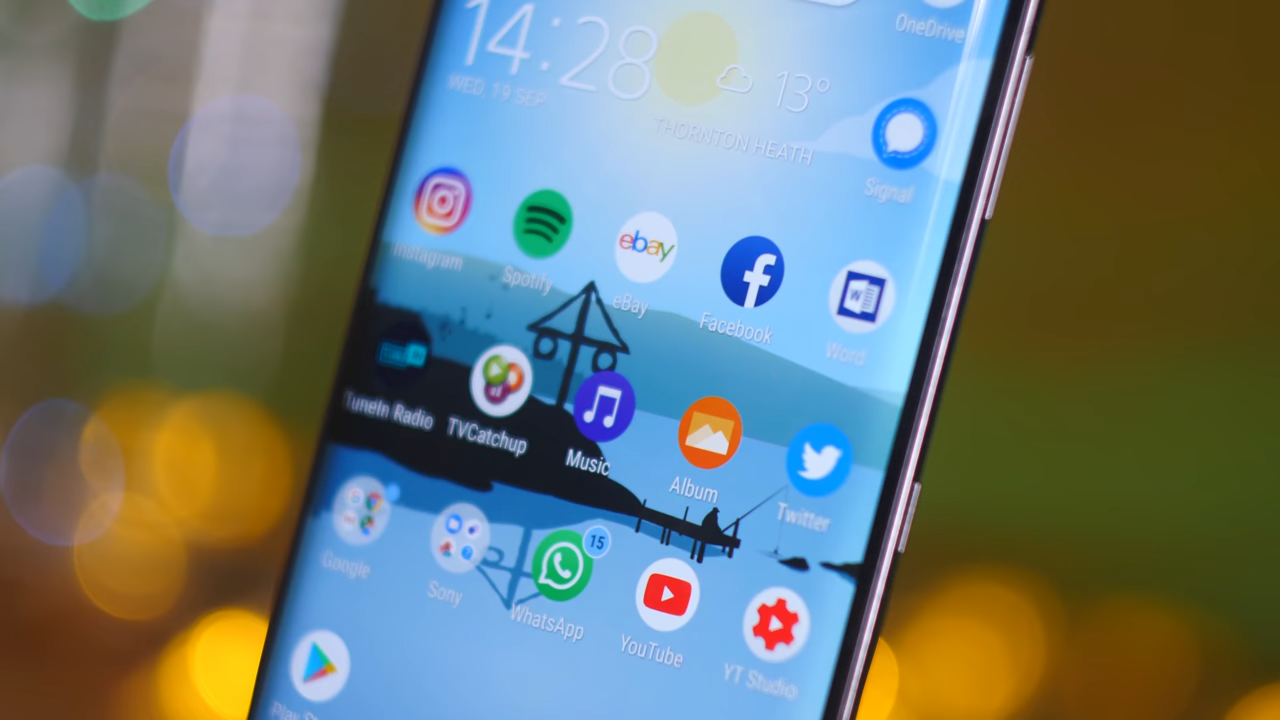 OneDrive
14:28
WED, 19 SEP
13°
THORNTON HEATH
Signal
Instagram
Spotify
ebay
eBay
Facebook
W
Word
TuneIn Radio
TVCatchup
Music
Album
Twitter
Google
Sony
15
WhatsApp
YouTube
YT Studio
Play